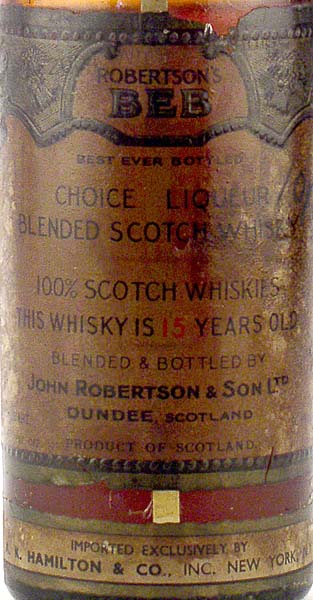 ROBERTSON'S
BEB
BEST EVER BOTTLED
CHOICE LIQUEUR
BLENDED SCOTCH WHISKY
100% SCOTCH WHISKIES
THIS WHISKY IS 15 YEARS OLD
BLENDED & BOTTLED BY
JOHN ROBERTSON & SON LTD
DUNDEE, SCOTLAND
PRODUCT OF SCOTLAND.
IMPORTED EXCLUSIVELY BY
K. HAMILTON & CO., INC. NEW YORK, N